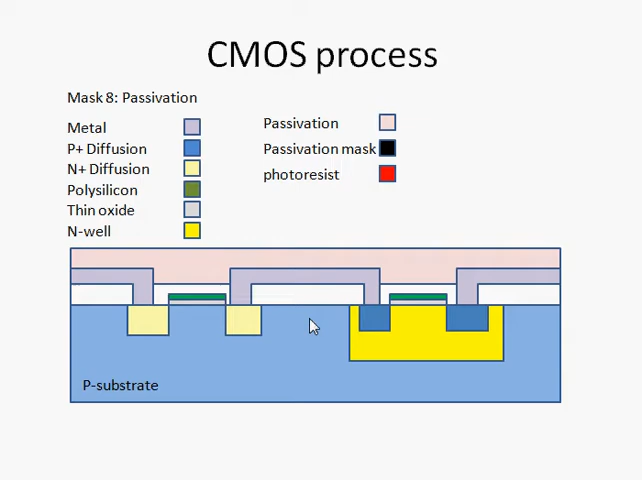 CMOS process
Mask 8: Passivation
Metal
P+ Diffusion
N+ Diffusion
Polysilicon
Thin oxide
N-well
Passivation
Passivation mask
photoresist
P-substrate